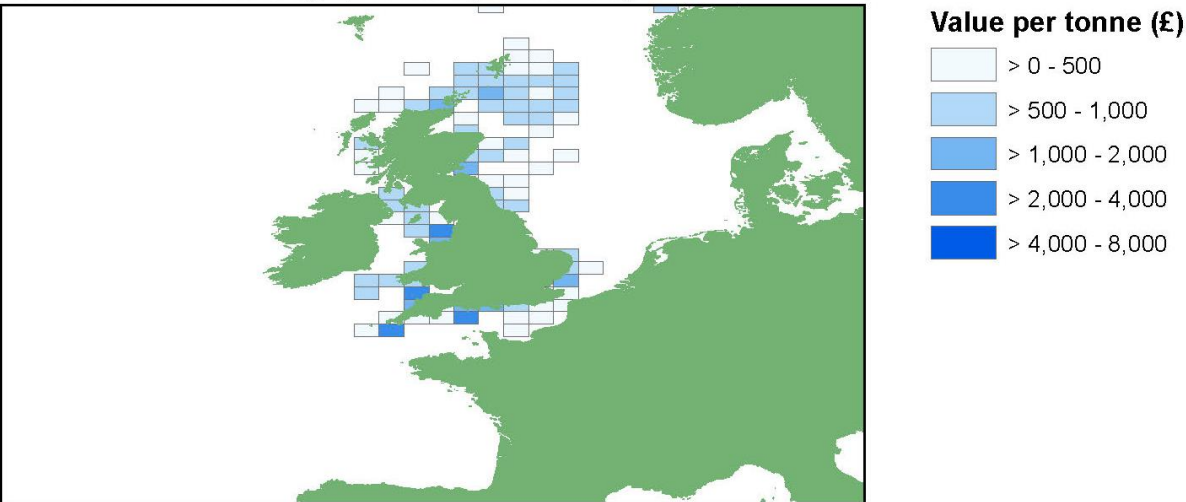 Value per tonne (£)
> 0 - 500
> 500 - 1,000
> 1,000 - 2,000
> 2,000 - 4,000
> 4,000 - 8,000